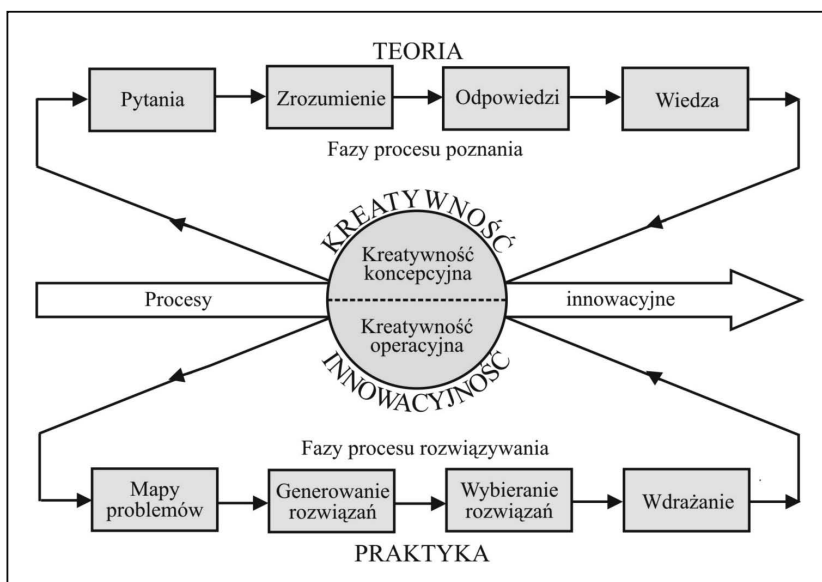 TEORIA
Pytania
Zrozumienie
Odpowiedzi
Wiedza
Fazy procesu poznania
KREATYWNOŚĆ
Kreatywność
koncepcyjna
Procesy
innowacyjne
Kreatywność
operacyjna
INNOWACYJNOŚĆ
Fazy procesu rozwiązywania
Mapy
problemów
Generowanie
rozwiązań
Wybieranie
rozwiązań
Wdrażanie
PRAKTYKA